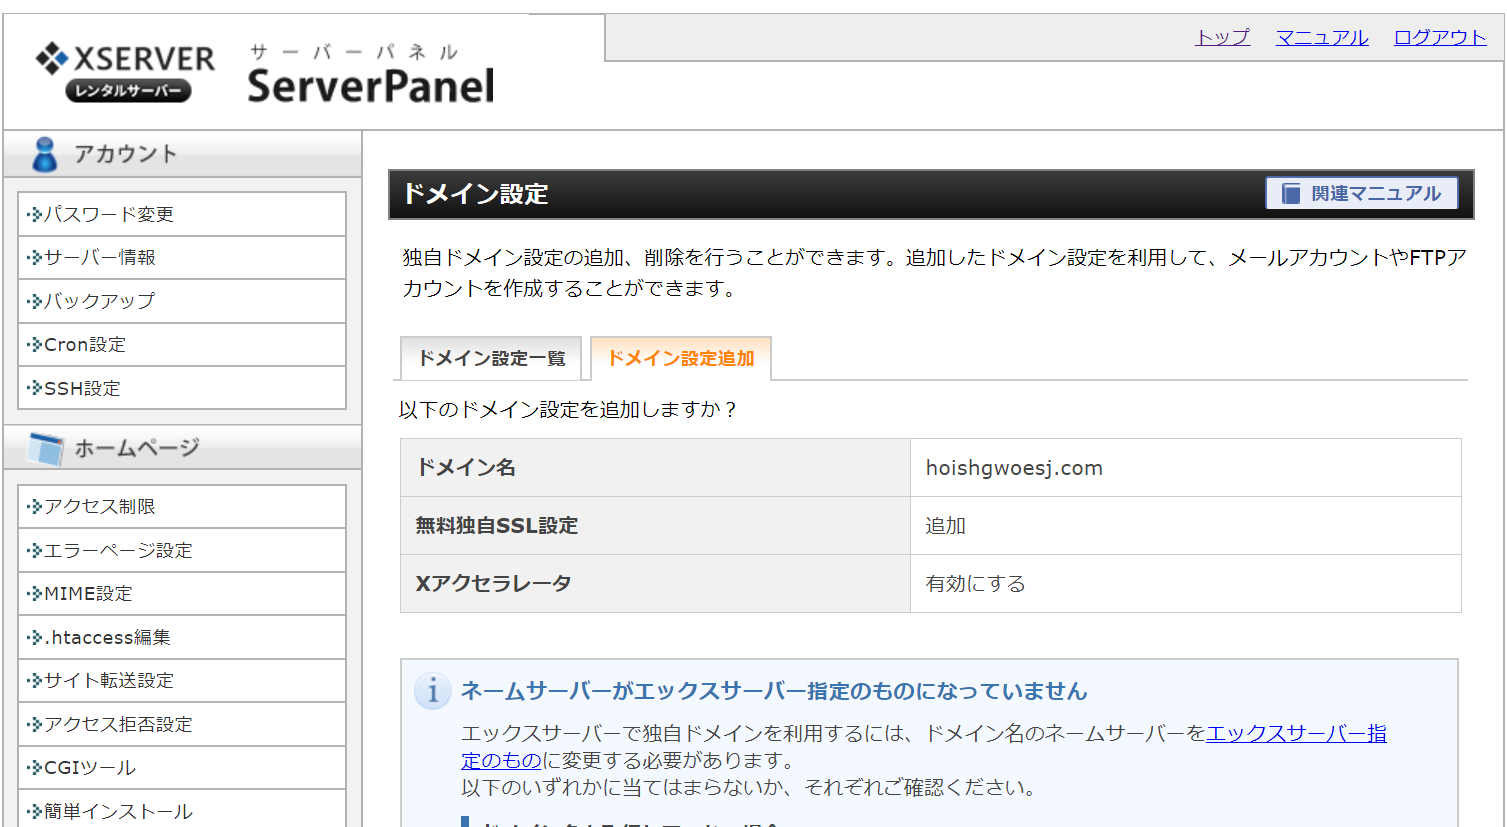 XSERVER
レンタルサーバー
サーバーパネル
ServerPanel
トップ マニュアル ログアウト
アカウント
パスワード変更
サーバー情報
バックアップ
Cron設定
SSH設定
ホームページ
アクセス制限
エラーページ設定
MIME設定
.htaccess編集
サイト転送設定
アクセス拒否設定
CGIツール
簡単インストール
ドメイン設定
関連マニュアル
独自ドメイン設定の追加、削除を行うことができます。追加したドメイン設定を利用して、メールアカウントやFTPア
カウントを作成することができます。
ドメイン設定一覧 ドメイン設定追加
以下のドメイン設定を追加しますか？
ドメイン名 hoishgwoesj.com
無料独自SSL設定 追加
Xアクセラレータ 有効にする
ネームサーバーがエックスサーバー指定のものになっていません
エックスサーバーで独自ドメインを利用するには、ドメイン名のネームサーバーをエックスサーバー指
定のものに変更する必要があります。
以下のいずれかに当てはまらないか、それぞれご確認ください。